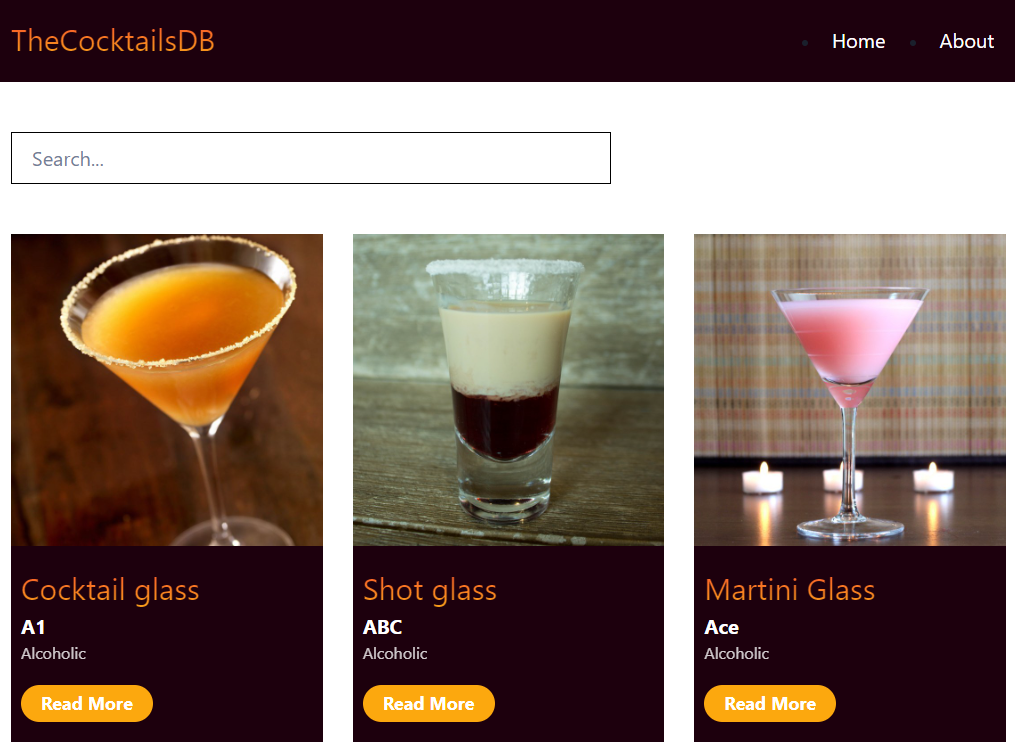 TheCocktailsDB
Home
About
Search...
Cocktail glass
A1
Alcoholic
Read More
Shot glass
ABC
Alcoholic
Read More
Martini Glass
Ace
Alcoholic
Read More